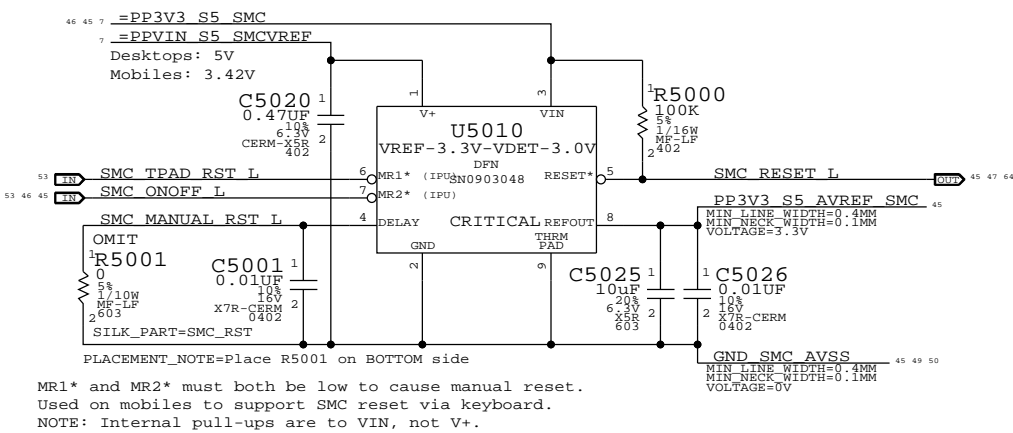 46 45 7 =PP3V3_S5_SMC
7 =PPVIN_S5_SMCVREF
Desktops: 5V
Mobiles: 3.42V
C5020 1
0.47UF
10%
6.3V
CERM-X5R
402
2
1
V+
3
VIN
U5010
VREF-3.3V-VDET-3.0V
DFN
SN0903048
CRITICAL
1 R5000
100K
5%
1/16W
MF-LF
2 402
53 IN SMC_TPAD_RST_L 6 MR1* (IPU)
53 46 45 IN SMC_ONOFF_L 7 MR2* (IPU)
RESET* 5 SMC_RESET_L OUT 45 47 64
SMC_MANUAL_RST_L 4 DELAY
REFOUT 8
PP3V3_S5_AVREF_SMC 45
MIN_LINE_WIDTH=0.4MM
MIN_NECK_WIDTH=0.1MM
VOLTAGE=3.3V
GND
2
THRM
PAD
9
OMIT
1 R5001
0
5%
1/10W
MF-LF
2 603
SILK_PART=SMC_RST
C5001 1
0.01UF
10%
16V
X7R-CERM
0402
2
C5025 1
10uF
20%
6.3V
X5R
603
2
1 C5026
0.01UF
10%
16V
X7R-CERM
0402
2
PLACEMENT_NOTE=Place R5001 on BOTTOM side
GND_SMC_AVSS 45 49 50
MIN_LINE_WIDTH=0.4MM
MIN_NECK_WIDTH=0.1MM
VOLTAGE=0V
MR1* and MR2* must both be low to cause manual reset.
Used on mobiles to support SMC reset via keyboard.
NOTE: Internal pull-ups are to VIN, not V+.